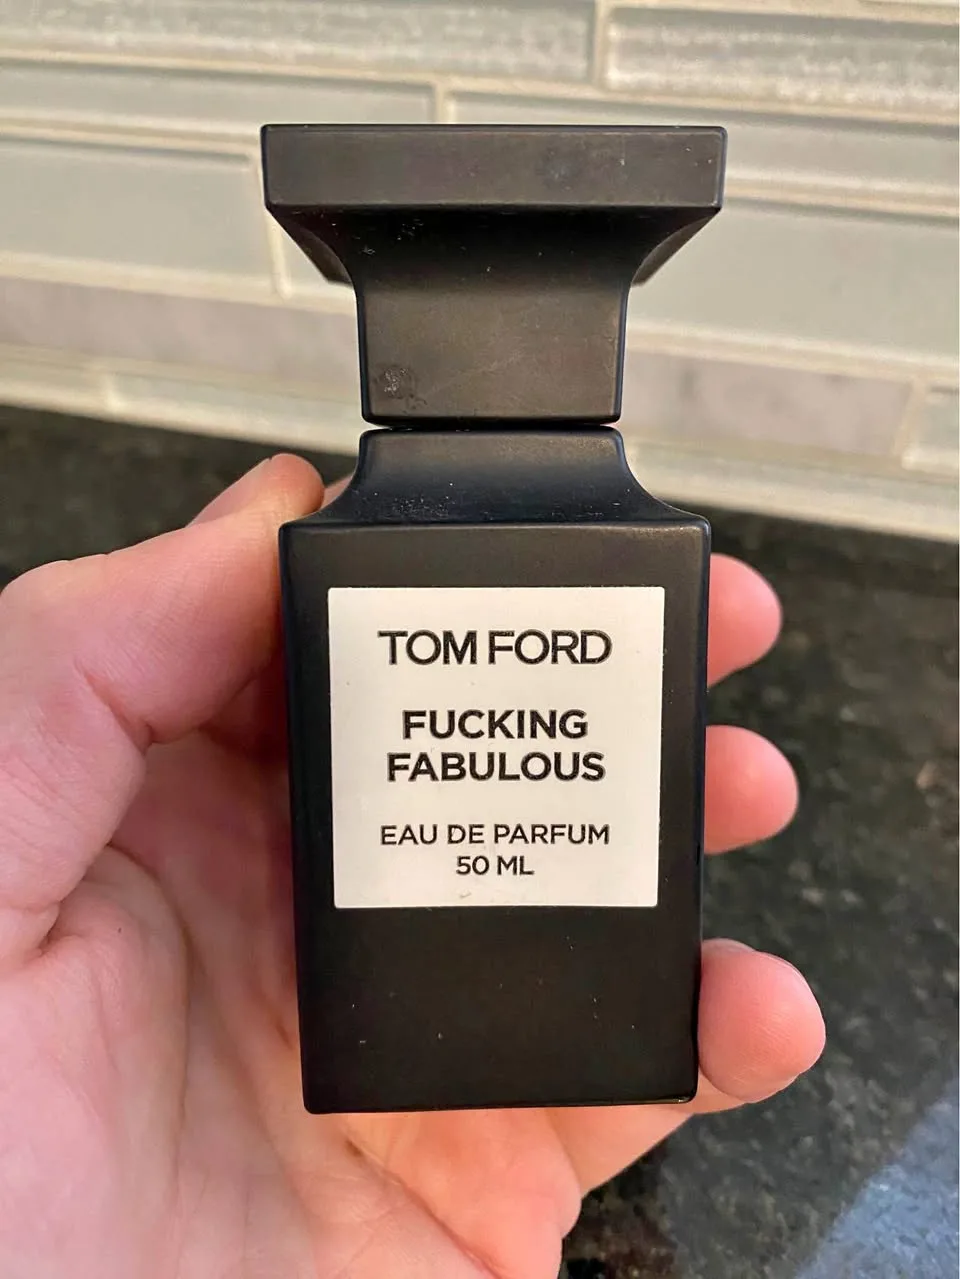 TOM FORD
FUCKING
FABULOUS
EAU DE PARFUM
50 ML